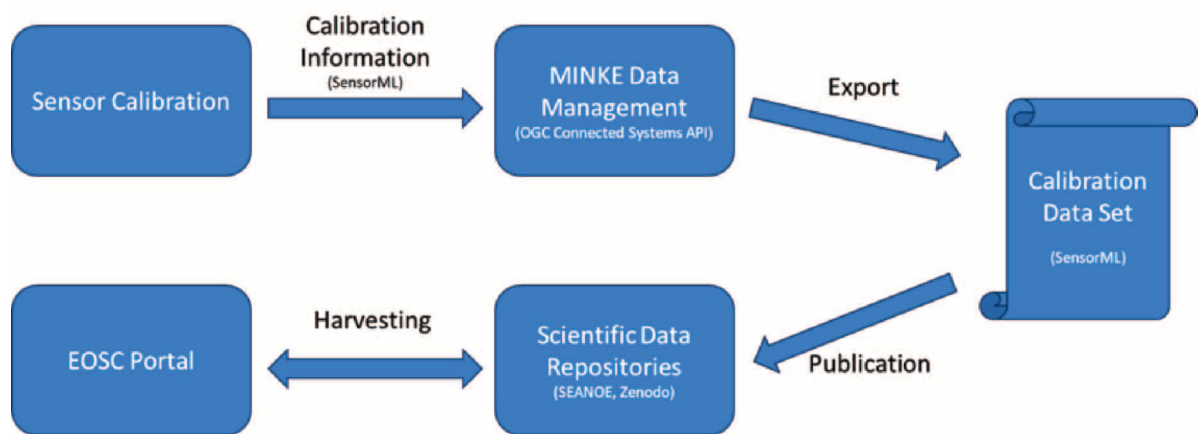 Sensor Calibration
Calibration
Information
(SensorML)
MINKE Data
Management
(OGC Connected Systems API)
Export
Calibration
Data Set
(SensorML)
Publication
Scientific Data
Repositories
(SEANOE, Zenodo)
Harvesting
EOSC Portal